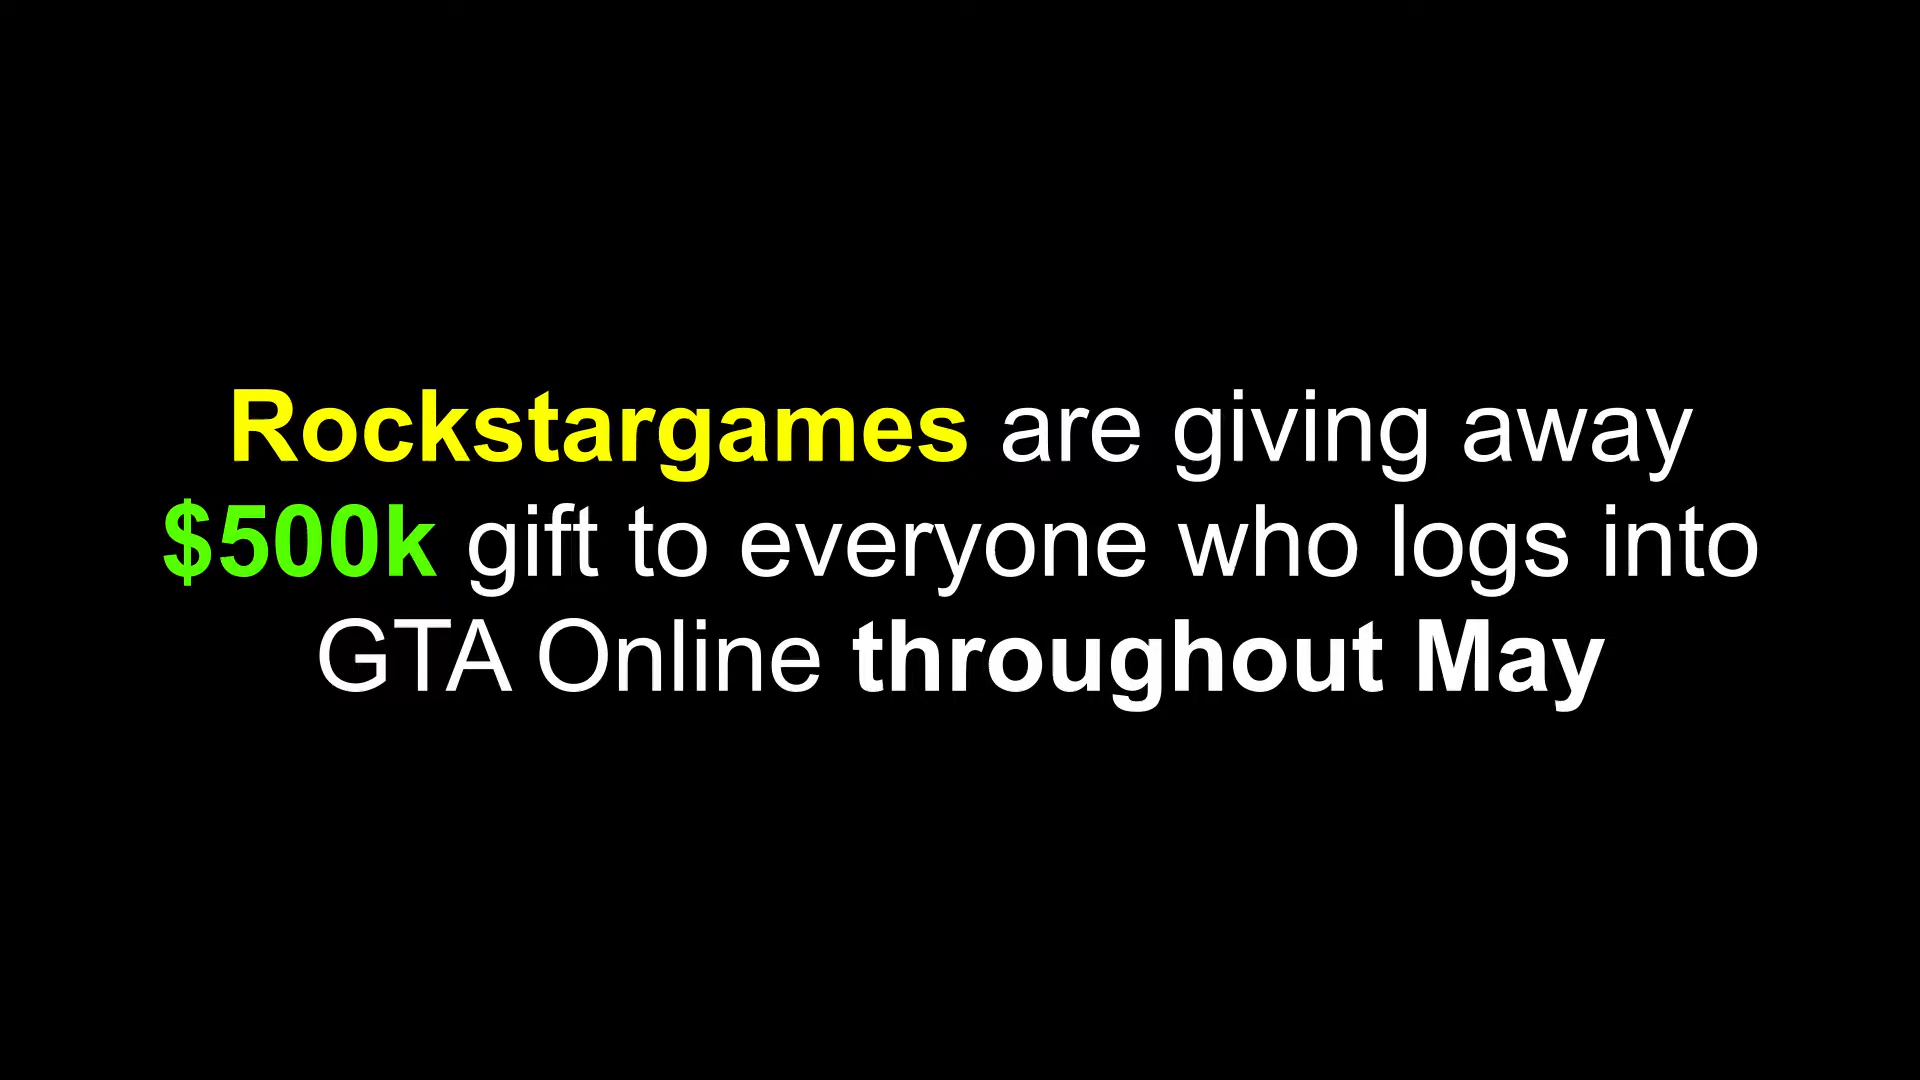 Rockstargames are giving away
$500k gift to everyone who logs into
GTA Online throughout May